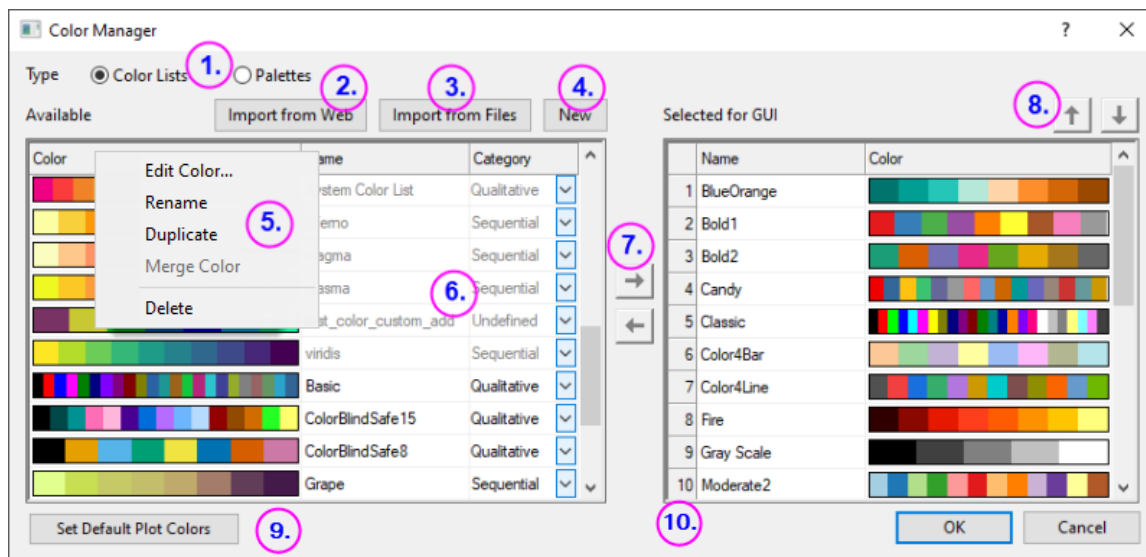 Color Manager
?
Type Color Lists 1. Palettes
2. 3. 4. 8.
Available Import from Web Import from Files New Selected for GUI
Color Category Name Color
Edit Color... System Color List Qualitative 1 BlueOrange
Rename 5. Sequential 2 Bold1
Duplicate Sequential 7. 3 Bold2
Merge Color 6. Sequential 4 Candy
Delete _color_custom_add Undefined 5 Classic
viridis Sequential 6 Color4Bar
Basic Qualitative 7 Color4Line
ColorBlindSafe15 Qualitative 8 Fire
ColorBlindSafe8 Qualitative 9 Gray Scale
Grape Sequential 10 Moderate2
Set Default Plot Colors 9. 10. OK Cancel